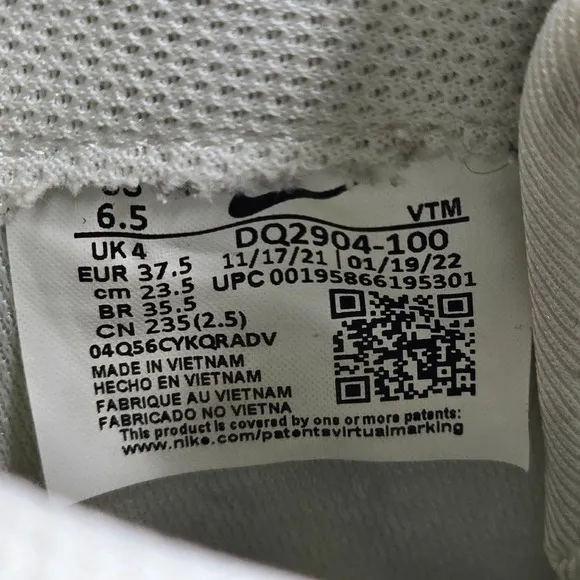 6.5
VTM
UK 4
DQ2904-100
EUR 37.5
11/17/21 | 01/19/22
cm 23.5
UPC 00195866195301
BR 35.5
CN 235(2.5)
04Q56CYKQRADV
MADE IN VIETNAM
HECHO EN VIETNAM
FABRIQUE AU VIETNAM
FABRICADO NO VIETNA
This product is covered by one or more patents:
www.nike.com/patentsvirtualmarking